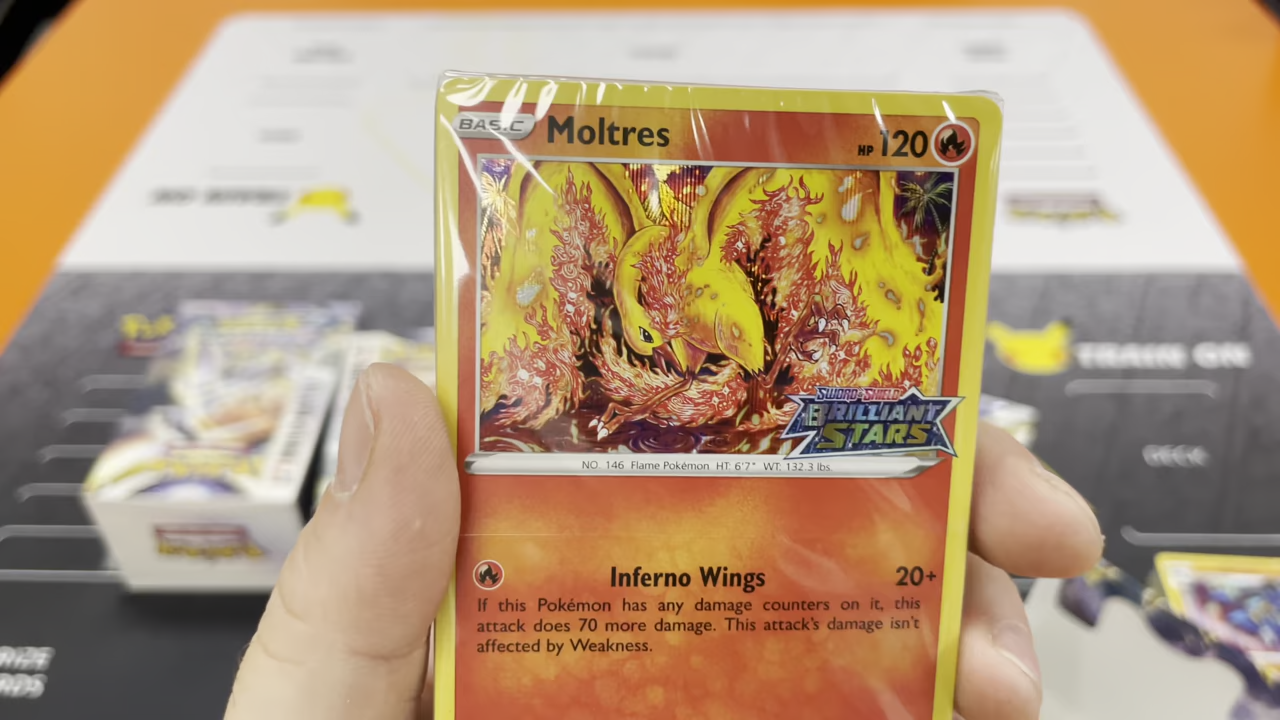 BASIC Moltres HP 120
SWORD & SHIELD
BRILLIANT
STARS
NO. 146 Flame Pokémon HT: 6'7" WT: 132.3 lbs.
Inferno Wings 20+
If this Pokémon has any damage counters on it, this
attack does 70 more damage. This attack's damage isn't
affected by Weakness.
TRAIN ON
DECK